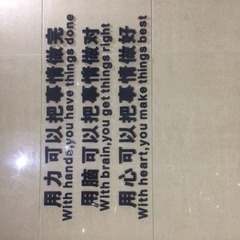 用力可以把事情做完
With hands,you have things done
用脑可以把事情做对
With brain,you get things right
用心可以把事情做好
With heart,you make things best